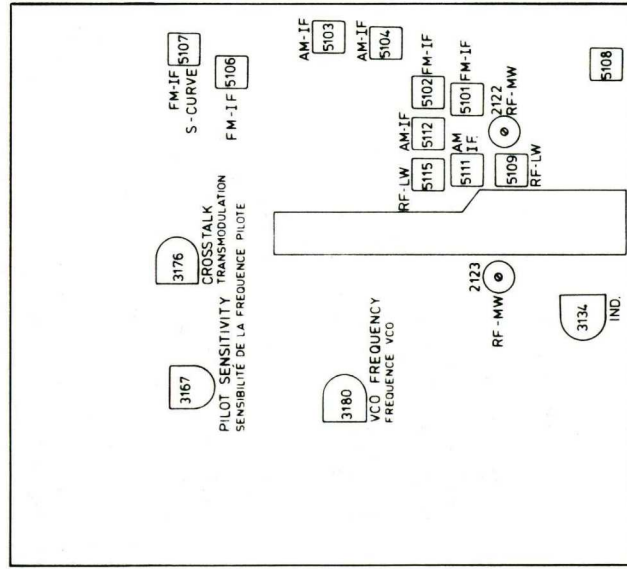 FM-IF
S-CURVE
5107
FM-IF
5106
AM-IF
5103
AM-IF
5104
5102
FM-IF
5101
FM-IF
AM-IF
5112
AM
IF.
5111
2122
RF-MW
5108
RF-LW
5115
5109
RF-LW
3176
CROSSTALK
TRANSMODULATION
3167
PILOT SENSITIVITY
SENSIBILITÉ DE LA FREQUENCE PILOTE
3180
VCO FREQUENCY
FREQUENCE VCO
2123
RF-MW
3134
IND.